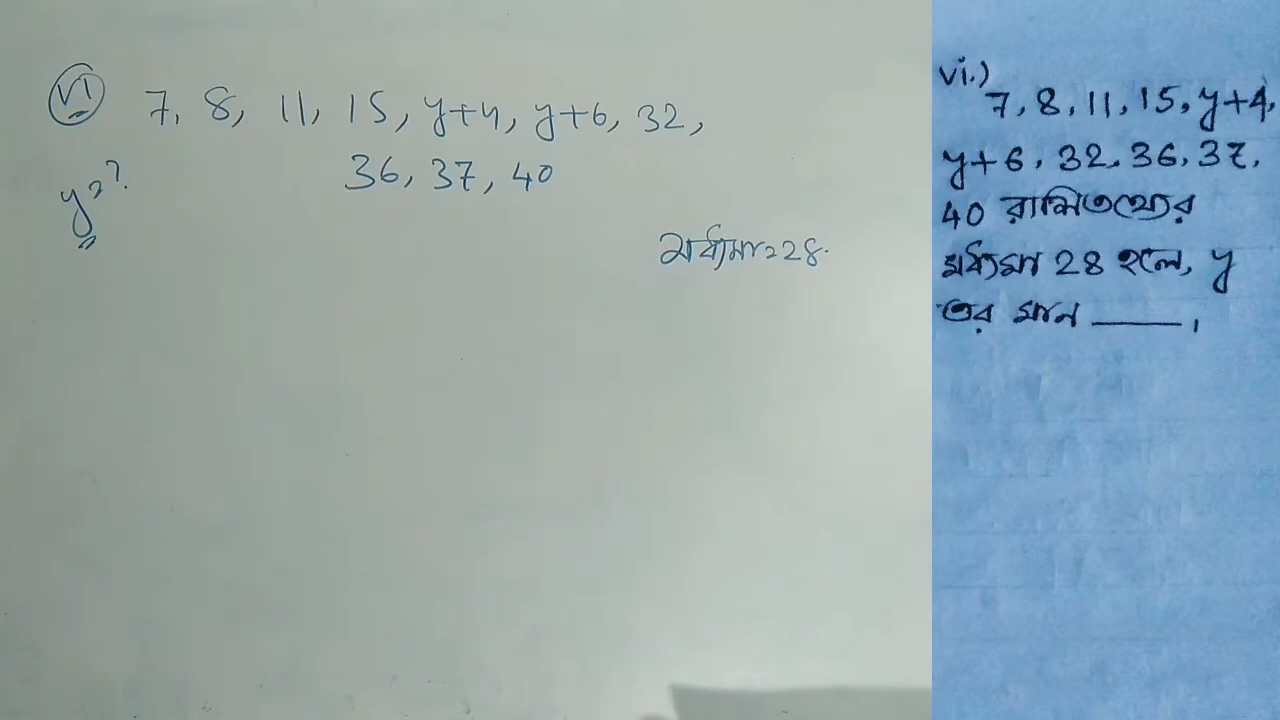 VI 7, 8, 11, 15, y+4, y+6, 32,
36, 37, 40
y = ?
মধ্যমা = 28.
vi.)
7, 8, 11, 15, y+4,
y+6, 32, 36, 37,
40 রাশিতথ্যের
মধ্যমা 28 হলে, y
এর মান ______।